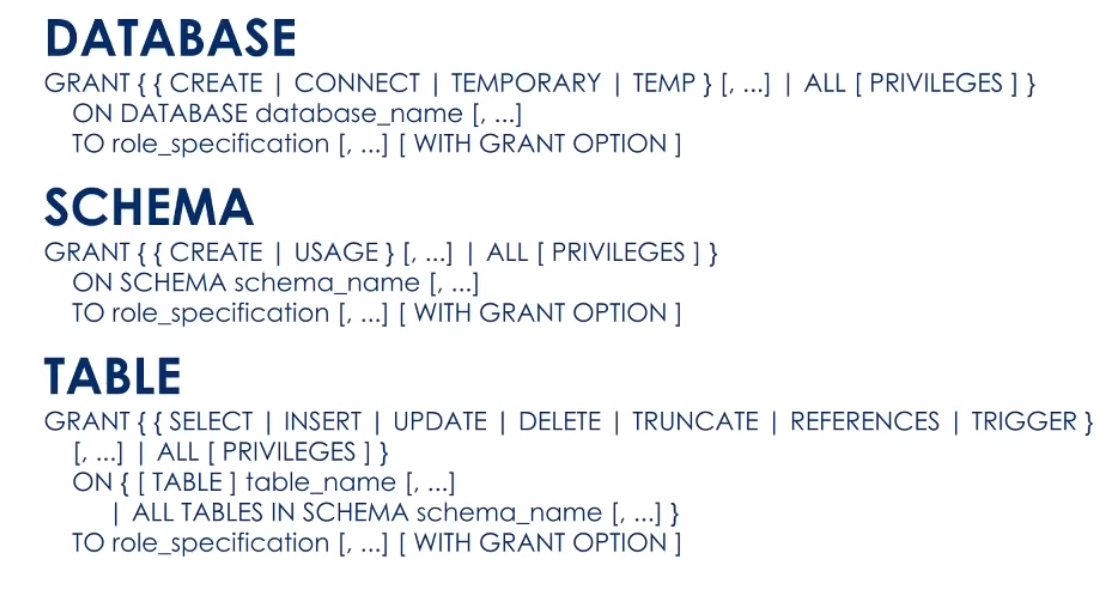 DATABASE
GRANT { { CREATE | CONNECT | TEMPORARY | TEMP } [, ...] | ALL [ PRIVILEGES ] }
ON DATABASE database_name [, ...]
TO role_specification [, ...] [ WITH GRANT OPTION ]
SCHEMA
GRANT { { CREATE | USAGE } [, ...] | ALL [ PRIVILEGES ] }
ON SCHEMA schema_name [, ...]
TO role_specification [, ...] [ WITH GRANT OPTION ]
TABLE
GRANT { { SELECT | INSERT | UPDATE | DELETE | TRUNCATE | REFERENCES | TRIGGER }
[, ...] | ALL [ PRIVILEGES ] }
ON { [ TABLE ] table_name [, ...]
| ALL TABLES IN SCHEMA schema_name [, ...] }
TO role_specification [, ...] [ WITH GRANT OPTION ]